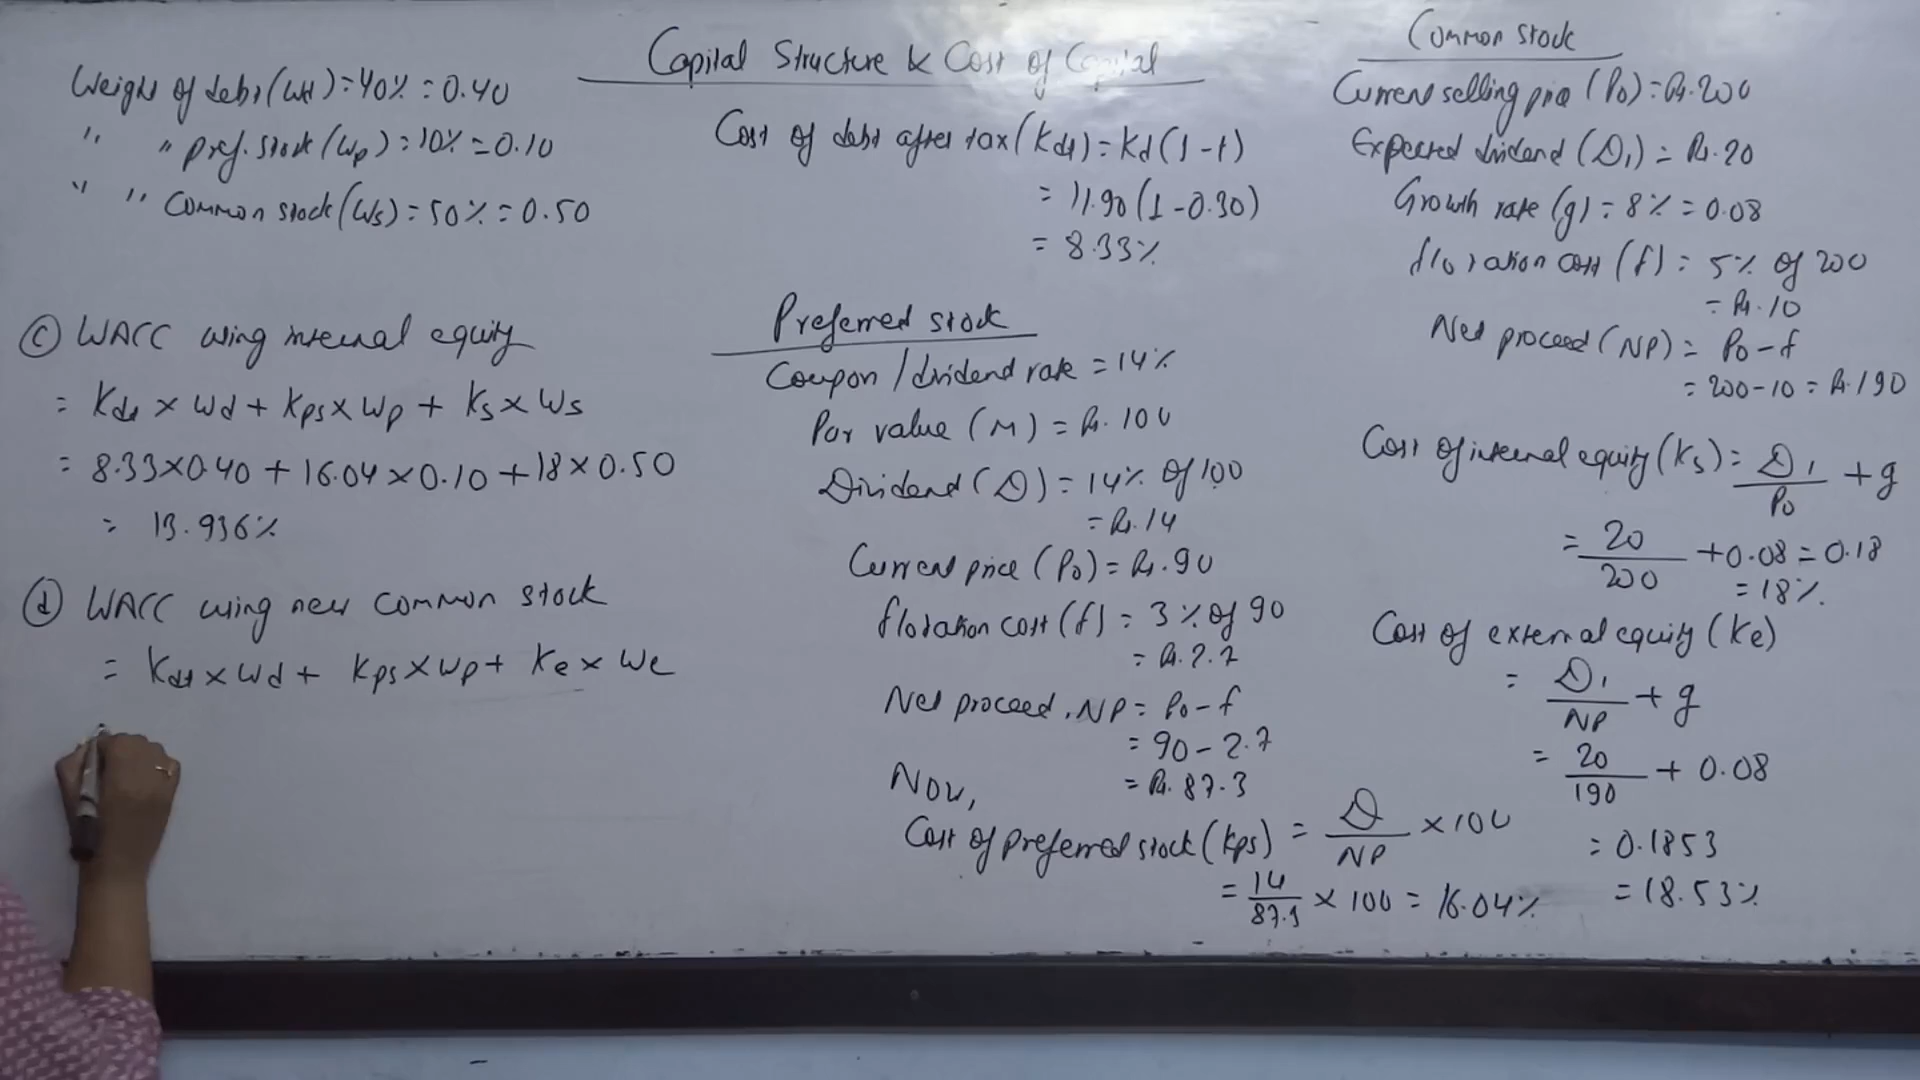 Capital Structure & Cost of Capital
Weight of debt (Wd) = 40% = 0.40
" " pref. stock (Wp) = 10% = 0.10
" " Common stock (Ws) = 50% = 0.50
(c) WACC using internal equity
= Kdt × Wd + Kps × Wp + Ks × Ws
= 8.33×0.40 + 16.04×0.10 + 18×0.50
= 13.936%
(d) WACC using new common stock
= Kdt × Wd + Kps × Wp + Ke × We
Cost of debt after tax (Kdt) = Kd (1-t)
= 11.90 (1-0.30)
= 8.33%
Preferred stock
Coupon / dividend rate = 14%
Par value (M) = Rs. 100
Dividend (D) = 14% of 100
= Rs. 14
Current price (P0) = Rs. 90
flotation cost (f) = 3% of 90
= Rs. 2.7
Net proceed, NP = P0 - f
= 90 - 2.7
= Rs. 87.3
Now,
Cost of preferred stock (Kps) = D/NP × 100
= 14/87.3 × 100 = 16.04%
Common stock
Current selling price (P0) = Rs. 200
Expected dividend (D1) = Rs. 20
Growth rate (g) = 8% = 0.08
flotation cost (f) = 5% of 200
= Rs. 10
Net proceed (NP) = P0 - f
= 200 - 10 = Rs. 190
Cost of internal equity (Ks) = D1/P0 + g
= 20/200 + 0.08 = 0.18
= 18%.
Cost of external equity (Ke)
= D1/NP + g
= 20/190 + 0.08
= 0.1853
= 18.53%